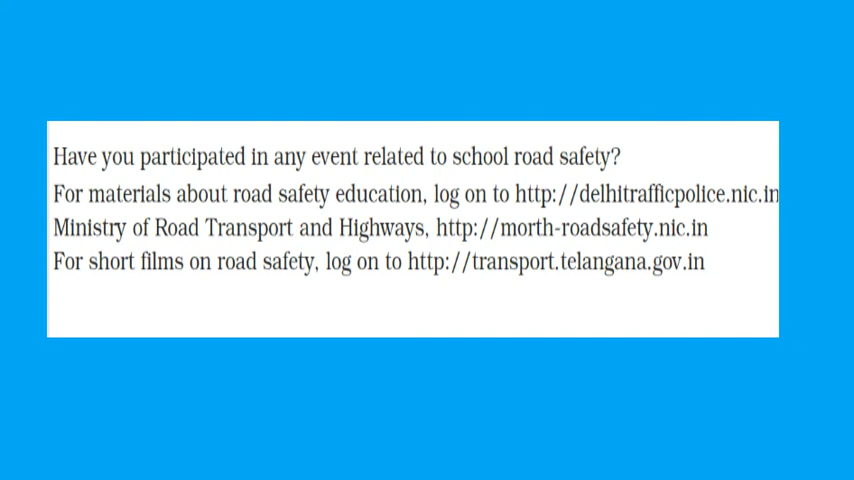 Have you participated in any event related to school road safety?
For materials about road safety education, log on to http://delhitrafficpolice.nic.in
Ministry of Road Transport and Highways, http://morth-roadsafety.nic.in
For short films on road safety, log on to http://transport.telangana.gov.in